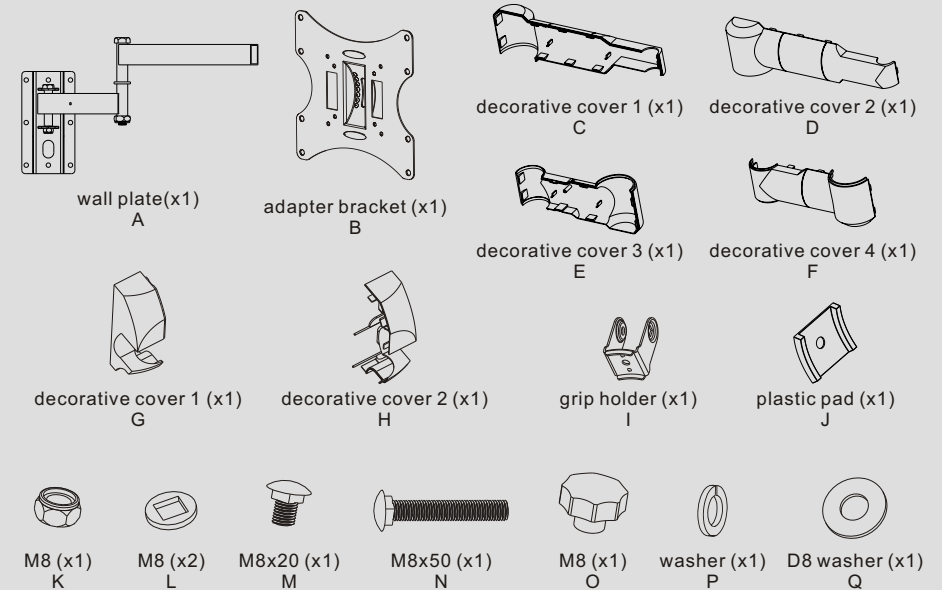 decorative cover 1 (x1)
C
decorative cover 2 (x1)
D
wall plate(x1)
A
adapter bracket (x1)
B
decorative cover 3 (x1)
E
decorative cover 4 (x1)
F
decorative cover 1 (x1)
G
decorative cover 2 (x1)
H
grip holder (x1)
I
plastic pad (x1)
J
M8 (x1)
K
M8 (x2)
L
M8x20 (x1)
M
M8x50 (x1)
N
M8 (x1)
O
washer (x1)
P
D8 washer (x1)
Q